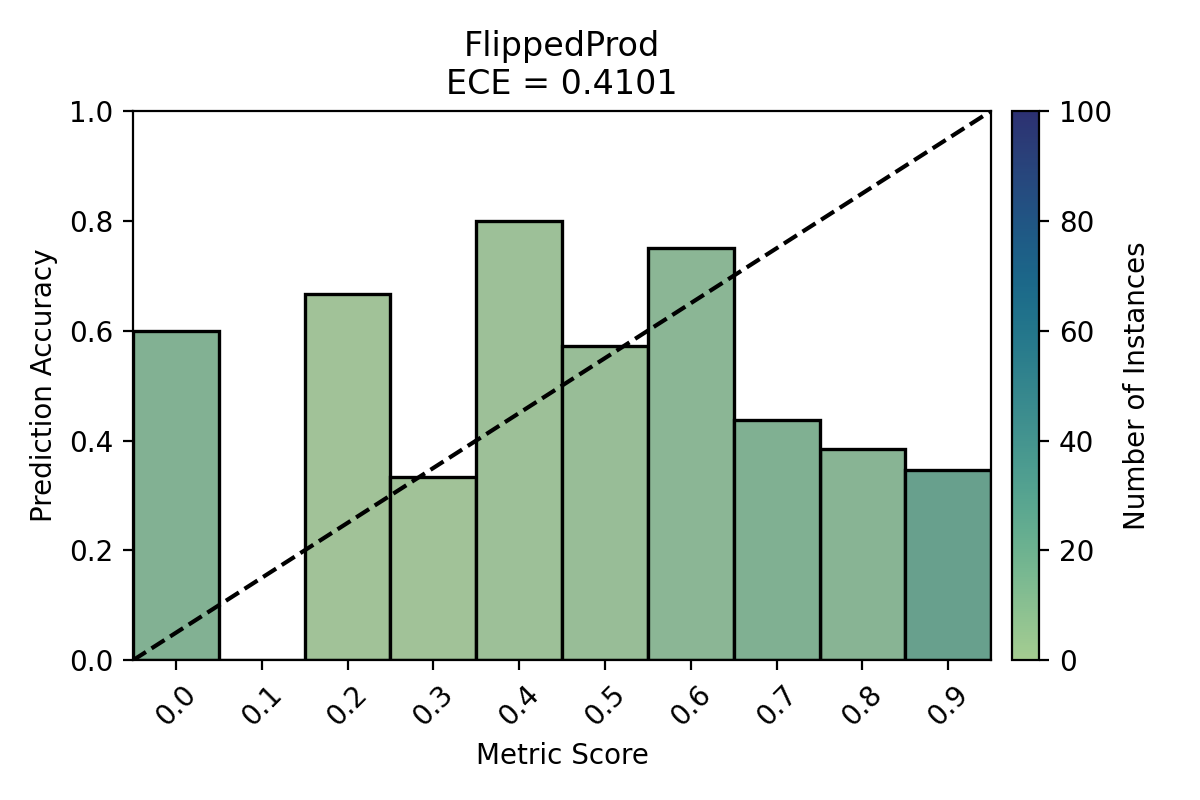 FlippedProd
ECE = 0.4101
Prediction Accuracy
1.0
0.8
0.6
0.4
0.2
0.0
0.0 0.1 0.2 0.3 0.4 0.5 0.6 0.7 0.8 0.9
Metric Score
100
80
60
40
20
0
Number of Instances